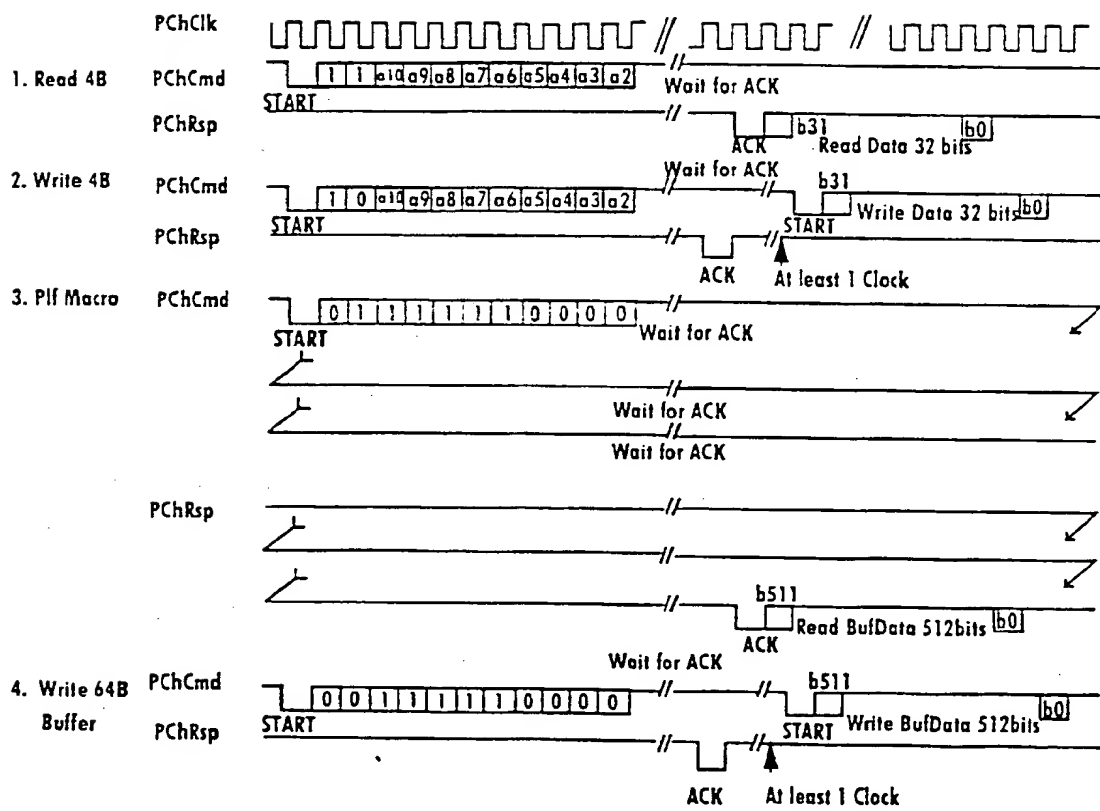 PChClk
1. Read 4B PChCmd 1 1 a10 a9 a8 a7 a6 a5 a4 a3 a2 Wait for ACK
START
PChRsp ACK b31 Read Data 32 bits b0
Wait for ACK
2. Write 4B PChCmd 1 0 a10 a9 a8 a7 a6 a5 a4 a3 a2 b31 Write Data 32 bits b0
START START
PChRsp
ACK At least 1 Clock
3. Plf Macro PChCmd 0 1 1 1 1 1 1 0 0 0 0 Wait for ACK
START
Wait for ACK
Wait for ACK
PChRsp
b511
Read BufData 512bits b0
ACK
Wait for ACK
4. Write 64B PChCmd 0 0 1 1 1 1 1 0 0 0 0 b511
Buffer START START Write BufData 512bits b0
PChRsp
ACK At least 1 Clock